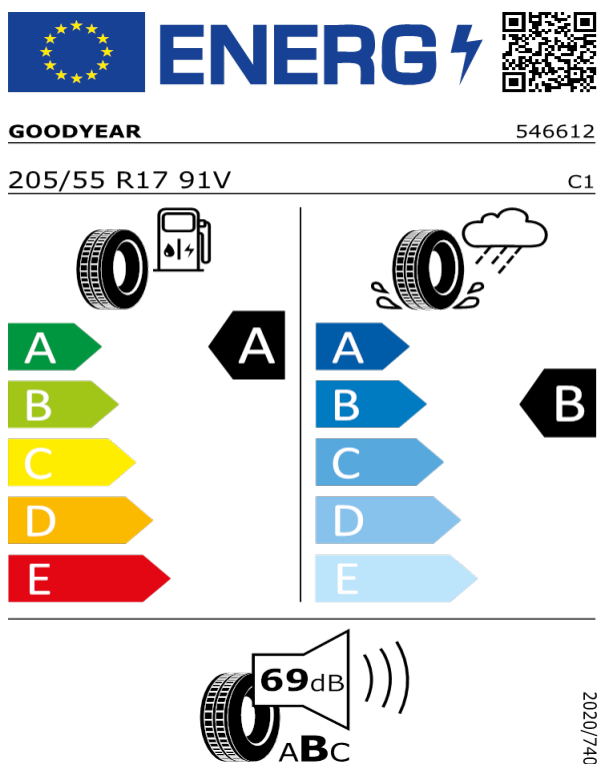 ENERG
GOODYEAR 546612
205/55 R17 91V C1
A A A
B B B
C C
D D
E E
69dB
ABC
2020/740